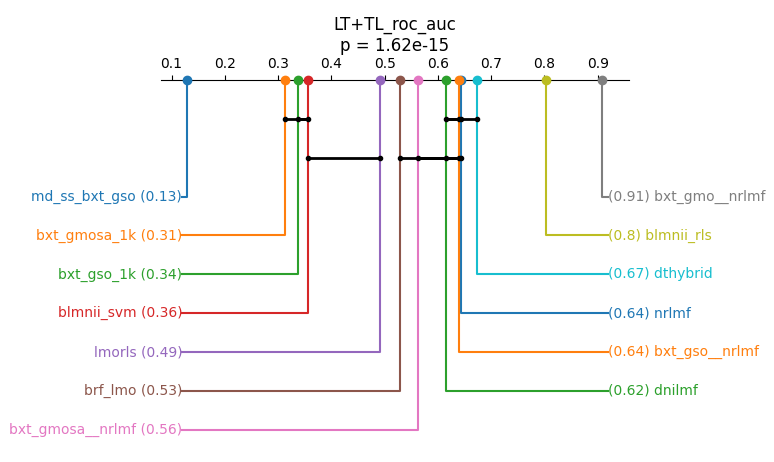 LT+TL_roc_auc
p = 1.62e-15
0.1 0.2 0.3 0.4 0.5 0.6 0.7 0.8 0.9
md_ss_bxt_gso (0.13)
(0.91) bxt_gmo__nrlmf
bxt_gmosa_1k (0.31)
(0.8) blmnii_rls
bxt_gso_1k (0.34)
(0.67) dthybrid
blmnii_svm (0.36)
(0.64) nrlmf
lmorls (0.49)
(0.64) bxt_gso__nrlmf
brf_lmo (0.53)
(0.62) dnilmf
bxt_gmosa__nrlmf (0.56)